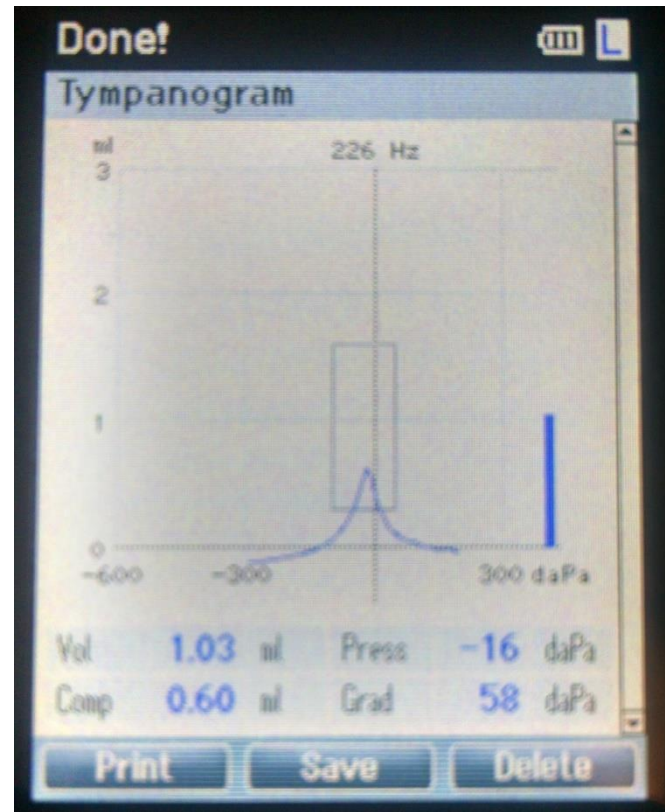 Done! L
Tympanogram
ml 226 Hz
3
2
1
0
-600 -300 300 daPa
Vol 1.03 ml Press -16 daPa
Comp 0.60 ml Grad 58 daPa
Print Save Delete